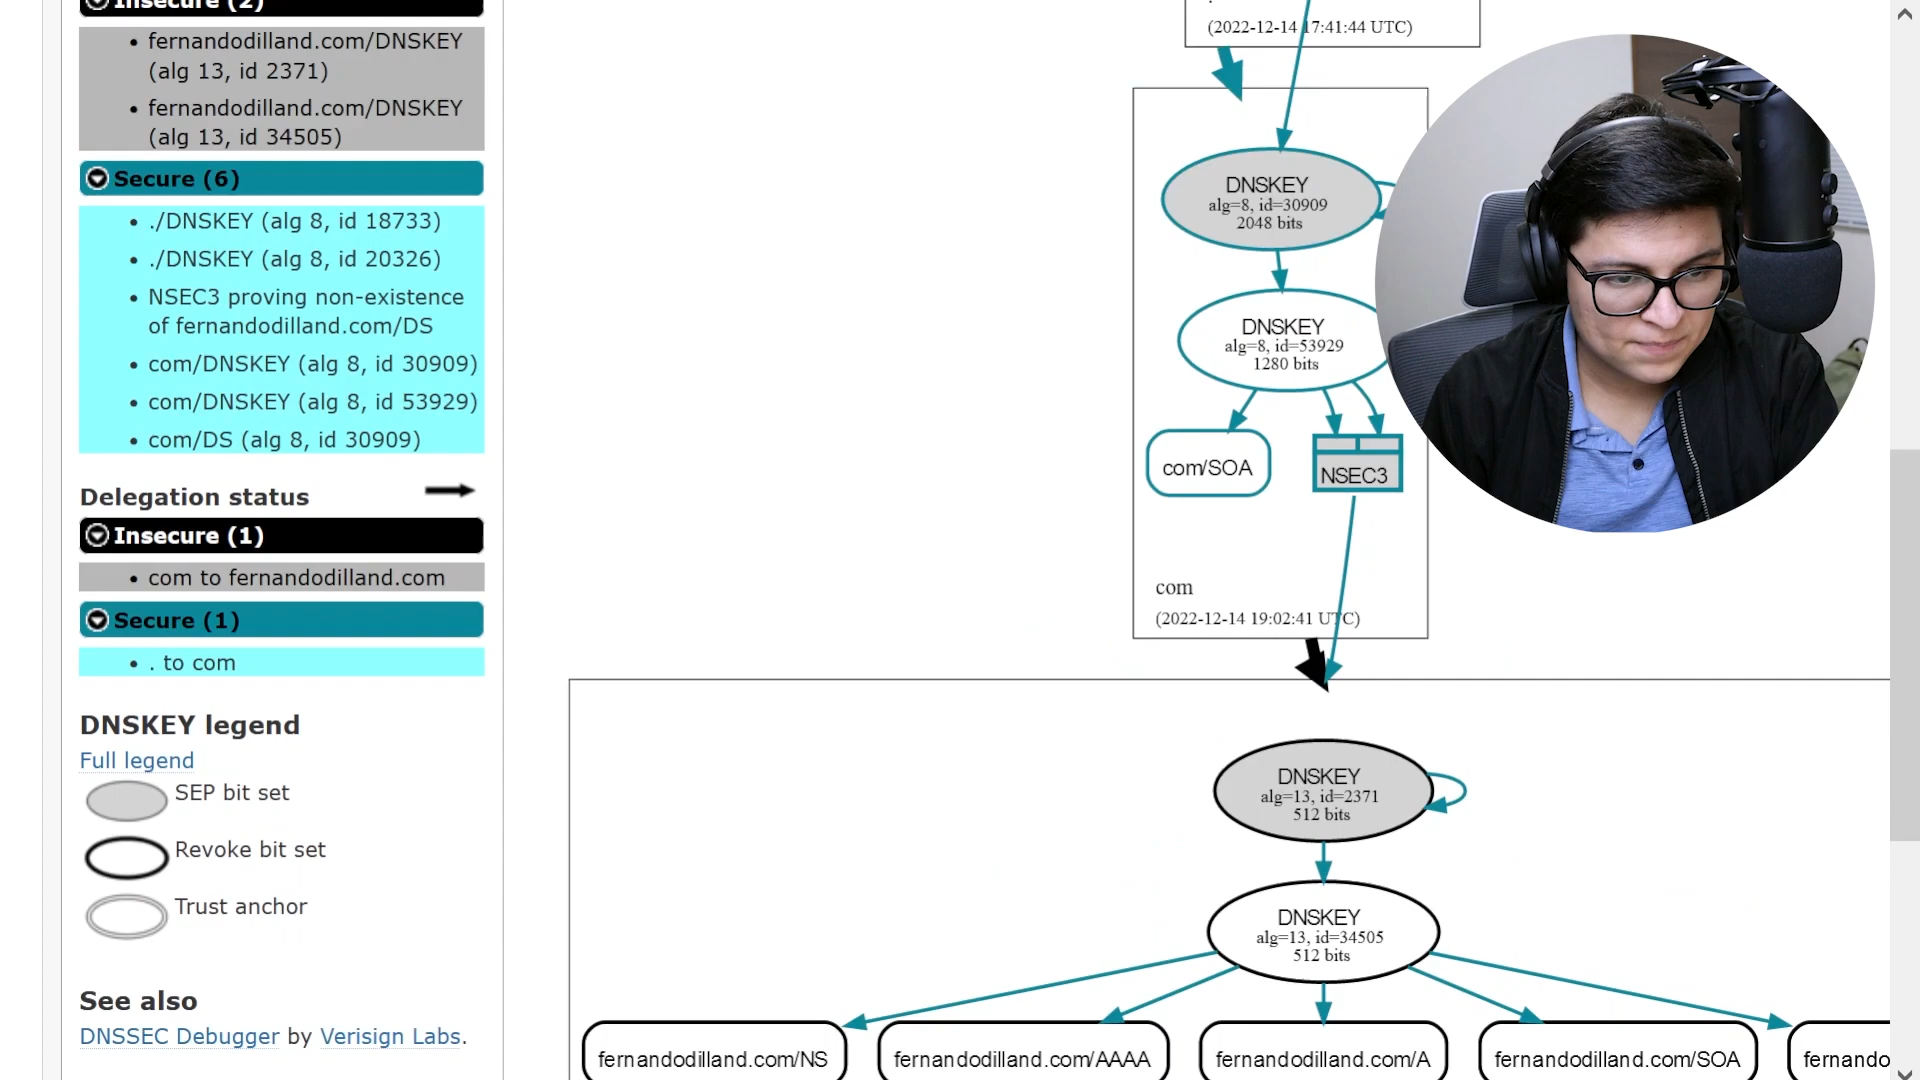 Insecure (2)
fernandodilland.com/DNSKEY
(alg 13, id 2371)
fernandodilland.com/DNSKEY
(alg 13, id 34505)
Secure (6)
./DNSKEY (alg 8, id 18733)
./DNSKEY (alg 8, id 20326)
NSEC3 proving non-existence
of fernandodilland.com/DS
com/DNSKEY (alg 8, id 30909)
com/DNSKEY (alg 8, id 53929)
com/DS (alg 8, id 30909)
Delegation status
Insecure (1)
com to fernandodilland.com
Secure (1)
. to com
DNSKEY legend
Full legend
SEP bit set
Revoke bit set
Trust anchor
See also
DNSSEC Debugger by Verisign Labs.
(2022-12-14 17:41:44 UTC)
DNSKEY
alg=8, id=30909
2048 bits
DNSKEY
alg=8, id=53929
1280 bits
com/SOA
NSEC3
com
(2022-12-14 19:02:41 UTC)
DNSKEY
alg=13, id=2371
512 bits
DNSKEY
alg=13, id=34505
512 bits
fernandodilland.com/NS
fernandodilland.com/AAAA
fernandodilland.com/A
fernandodilland.com/SOA
fernando